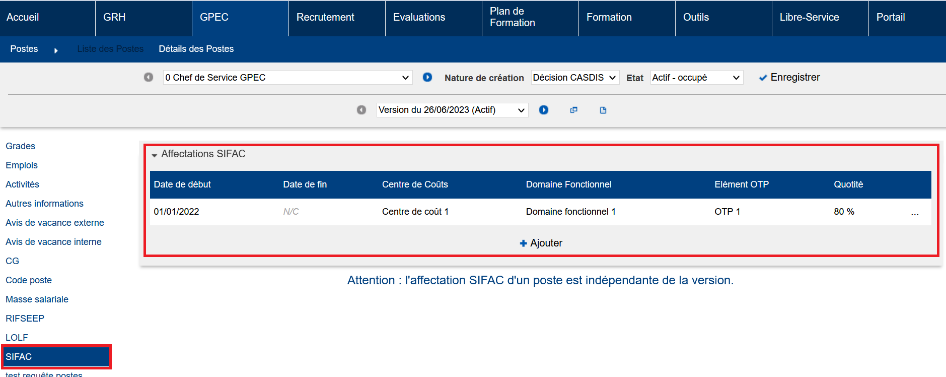 Accueil
GRH
GPEC
Recrutement
Evaluations
Plan de
Formation
Formation
Outils
Libre-Service
Portail
Postes
Liste des Postes
Détails des Postes
0 Chef de Service GPEC
Nature de création
Décision CASDIS
Etat
Actif - occupé
Enregistrer
Version du 26/06/2023 (Actif)
Grades
Emplois
Activités
Autres informations
Avis de vacance externe
Avis de vacance interne
CG
Code poste
Masse salariale
RIFSEEP
LOLF
SIFAC
test requête postes
Affectations SIFAC
Date de début Date de fin Centre de Coûts Domaine Fonctionnel Elément OTP Quotité
01/01/2022 N/C Centre de coût 1 Domaine fonctionnel 1 OTP 1 80 % ...
Ajouter
Attention : l'affectation SIFAC d'un poste est indépendante de la version.